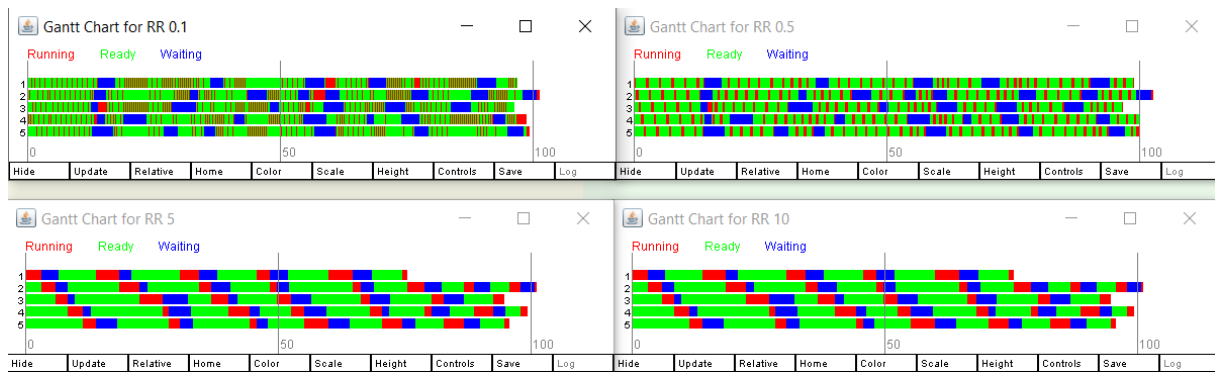 Gantt Chart for RR 0.1
Running Ready Waiting
1
2
3
4
5
0 50 100
Hide Update Relative Home Color Scale Height Controls Save Log
Gantt Chart for RR 0.5
Running Ready Waiting
1
2
3
4
5
0 50 100
Hide Update Relative Home Color Scale Height Controls Save Log
Gantt Chart for RR 5
Running Ready Waiting
1
2
3
4
5
0 50 100
Hide Update Relative Home Color Scale Height Controls Save Log
Gantt Chart for RR 10
Running Ready Waiting
1
2
3
4
5
0 50 100
Hide Update Relative Home Color Scale Height Controls Save Log